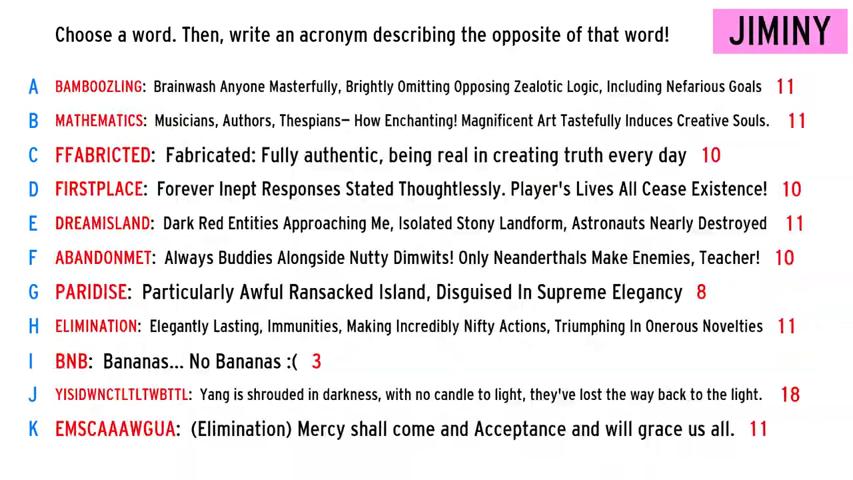 Choose a word. Then, write an acronym describing the opposite of that word!
JIMINY
A BAMBOOZLING: Brainwash Anyone Masterfully, Brightly Omitting Opposing Zealotic Logic, Including Nefarious Goals 11
B MATHEMATICS: Musicians, Authors, Thespians– How Enchanting! Magnificent Art Tastefully Induces Creative Souls. 11
C FFABRICTED: Fabricated: Fully authentic, being real in creating truth every day 10
D FIRSTPLACE: Forever Inept Responses Stated Thoughtlessly. Player's Lives All Cease Existence! 10
E DREAMISLAND: Dark Red Entities Approaching Me, Isolated Stony Landform, Astronauts Nearly Destroyed 11
F ABANDONMET: Always Buddies Alongside Nutty Dimwits! Only Neanderthals Make Enemies, Teacher! 10
G PARIDISE: Particularly Awful Ransacked Island, Disguised In Supreme Elegancy 8
H ELIMINATION: Elegantly Lasting, Immunities, Making Incredibly Nifty Actions, Triumphing In Onerous Novelties 11
I BNB: Bananas... No Bananas :( 3
J YISIDWNCTLTLTWBTTL: Yang is shrouded in darkness, with no candle to light, they've lost the way back to the light. 18
K EMSCAAAWGUA: (Elimination) Mercy shall come and Acceptance and will grace us all. 11